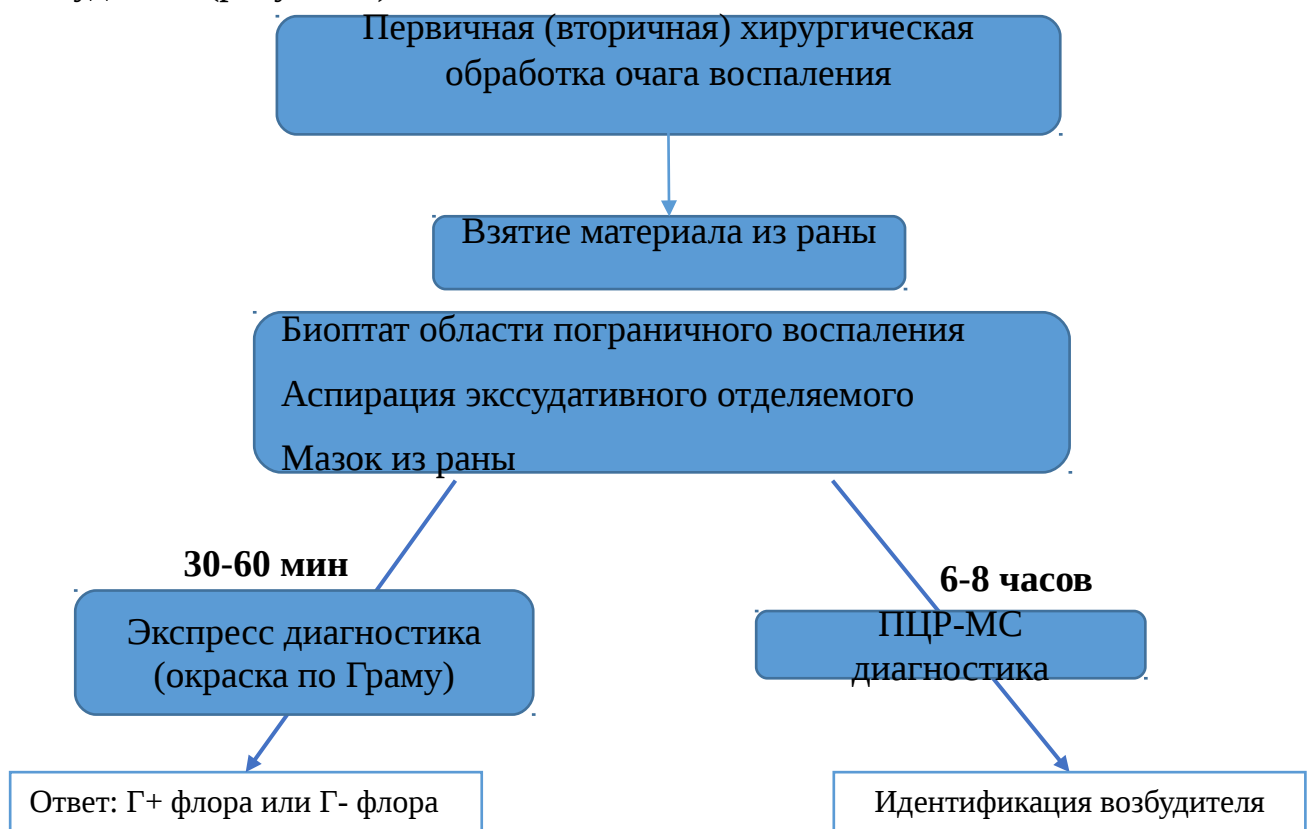 Первичная (вторичная) хирургическая
обработка очага воспаления
Взятие материала из раны
Биоптат области пограничного воспаления
Аспирация экссудативного отделяемого
Мазок из раны
30-60 мин
6-8 часов
Экспресс диагностика
(окраска по Граму)
ПЦР-МС
диагностика
Ответ: Г+ флора или Г- флора
Идентификация возбудителя